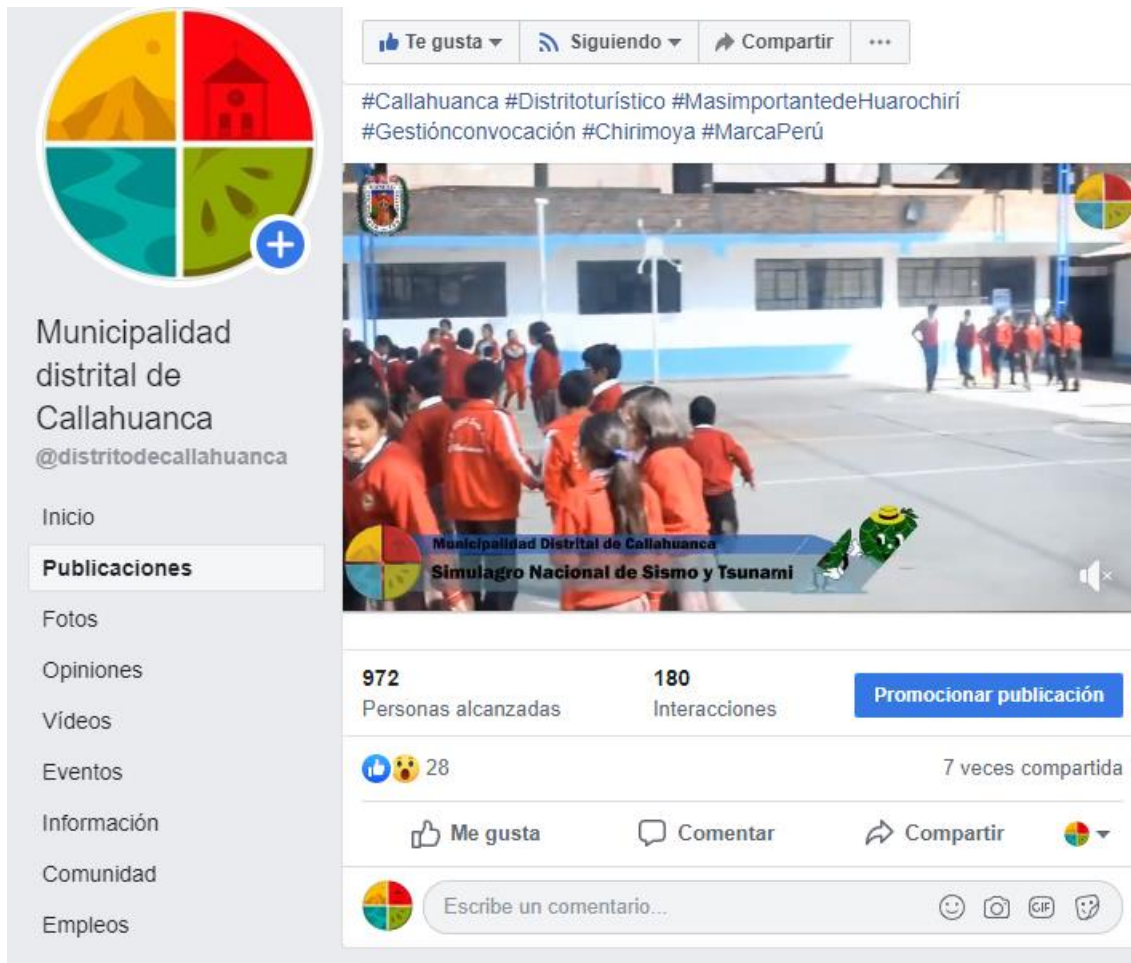 Te gusta
Siguiendo
Compartir
#Callahuanca #Distritoturístico #MasimportantedeHuarochirí
#Gestiónconvocación #Chirimoya #MarcaPerú
Municipalidad
distrital de
Callahuanca
@distritodecallahuanca
Inicio
Publicaciones
Fotos
Opiniones
Vídeos
Eventos
Información
Comunidad
Empleos
Municipalidad Distrital de Callahuanca
Simulagro Nacional de Sismo y Tsunami
972
Personas alcanzadas
180
Interacciones
Promocionar publicación
28
7 veces compartida
Me gusta
Comentar
Compartir
Escribe un comentario...
GIF